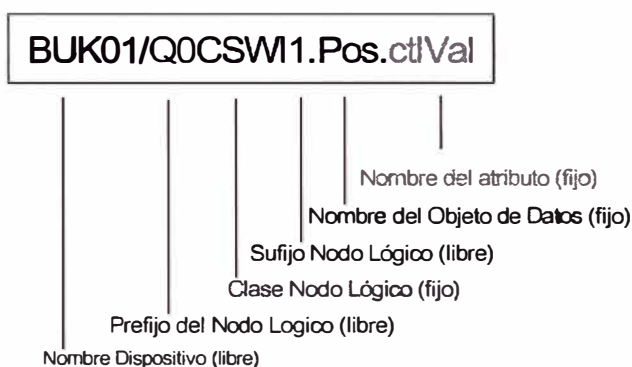 BUK01/Q0CSWI1.Pos.ctlVal
Nombre del atributo (fijo)
Nombre del Objeto de Datos (fijo)
Sufijo Nodo Lógico (libre)
Clase Nodo Lógico (fijo)
Prefijo del Nodo Logico (libre)
Nombre Dispositivo (libre)